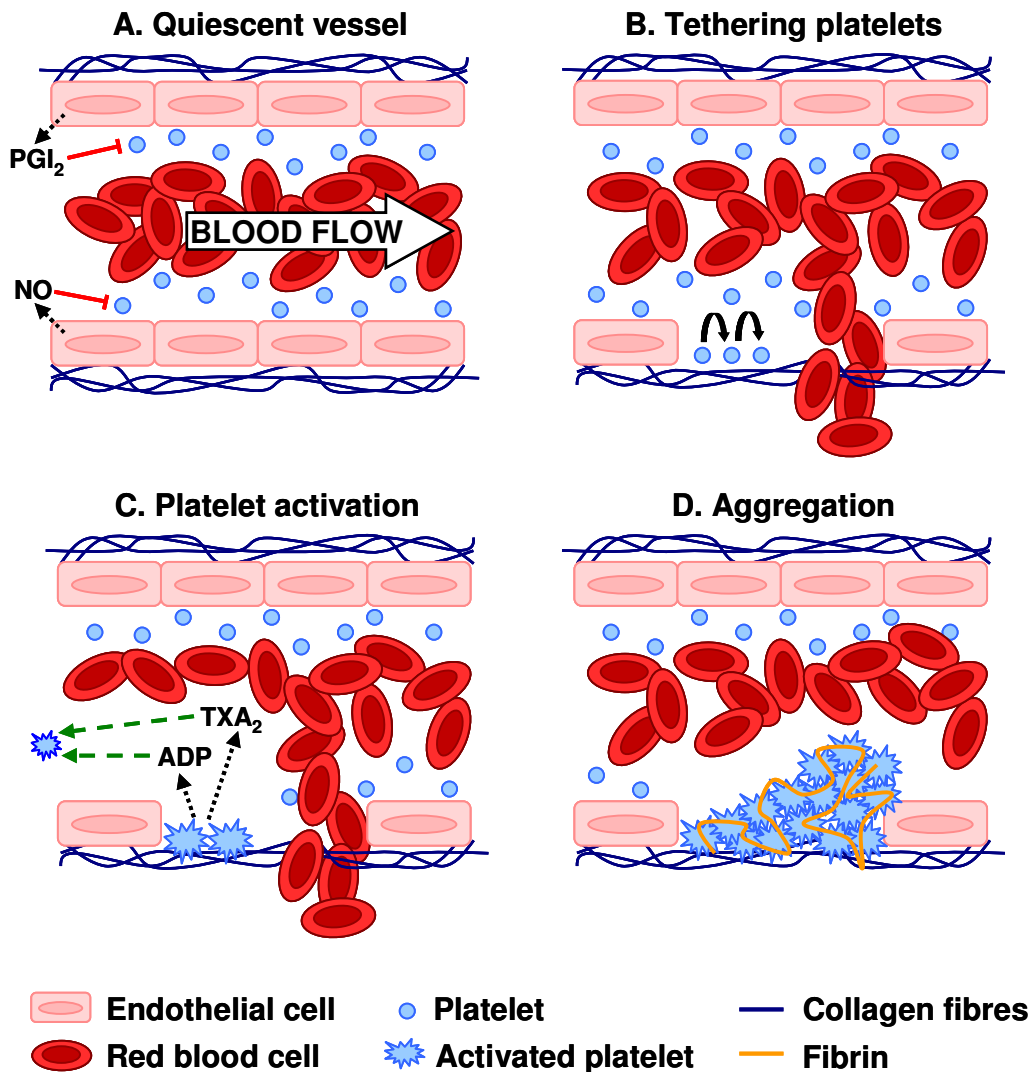 A. Quiescent vessel
B. Tethering platelets
PGI₂
BLOOD FLOW
NO
C. Platelet activation
D. Aggregation
TXA₂
ADP
Endothelial cell
Platelet
Collagen fibres
Red blood cell
Activated platelet
Fibrin